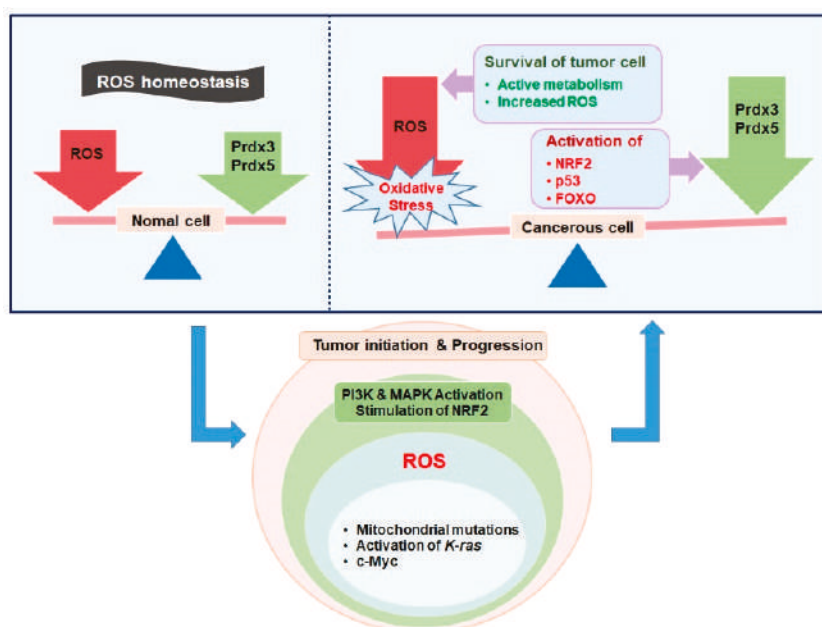 ROS homeostasis
ROS
Prdx3
Prdx5
Nomal cell
Survival of tumor cell
• Active metabolism
• Increased ROS
ROS
Oxidative
Stress
Activation of
• NRF2
• p53
• FOXO
Prdx3
Prdx5
Cancerous cell
Tumor initiation & Progression
PI3K & MAPK Activation
Stimulation of NRF2
ROS
• Mitochondrial mutations
• Activation of K-ras
• c-Myc